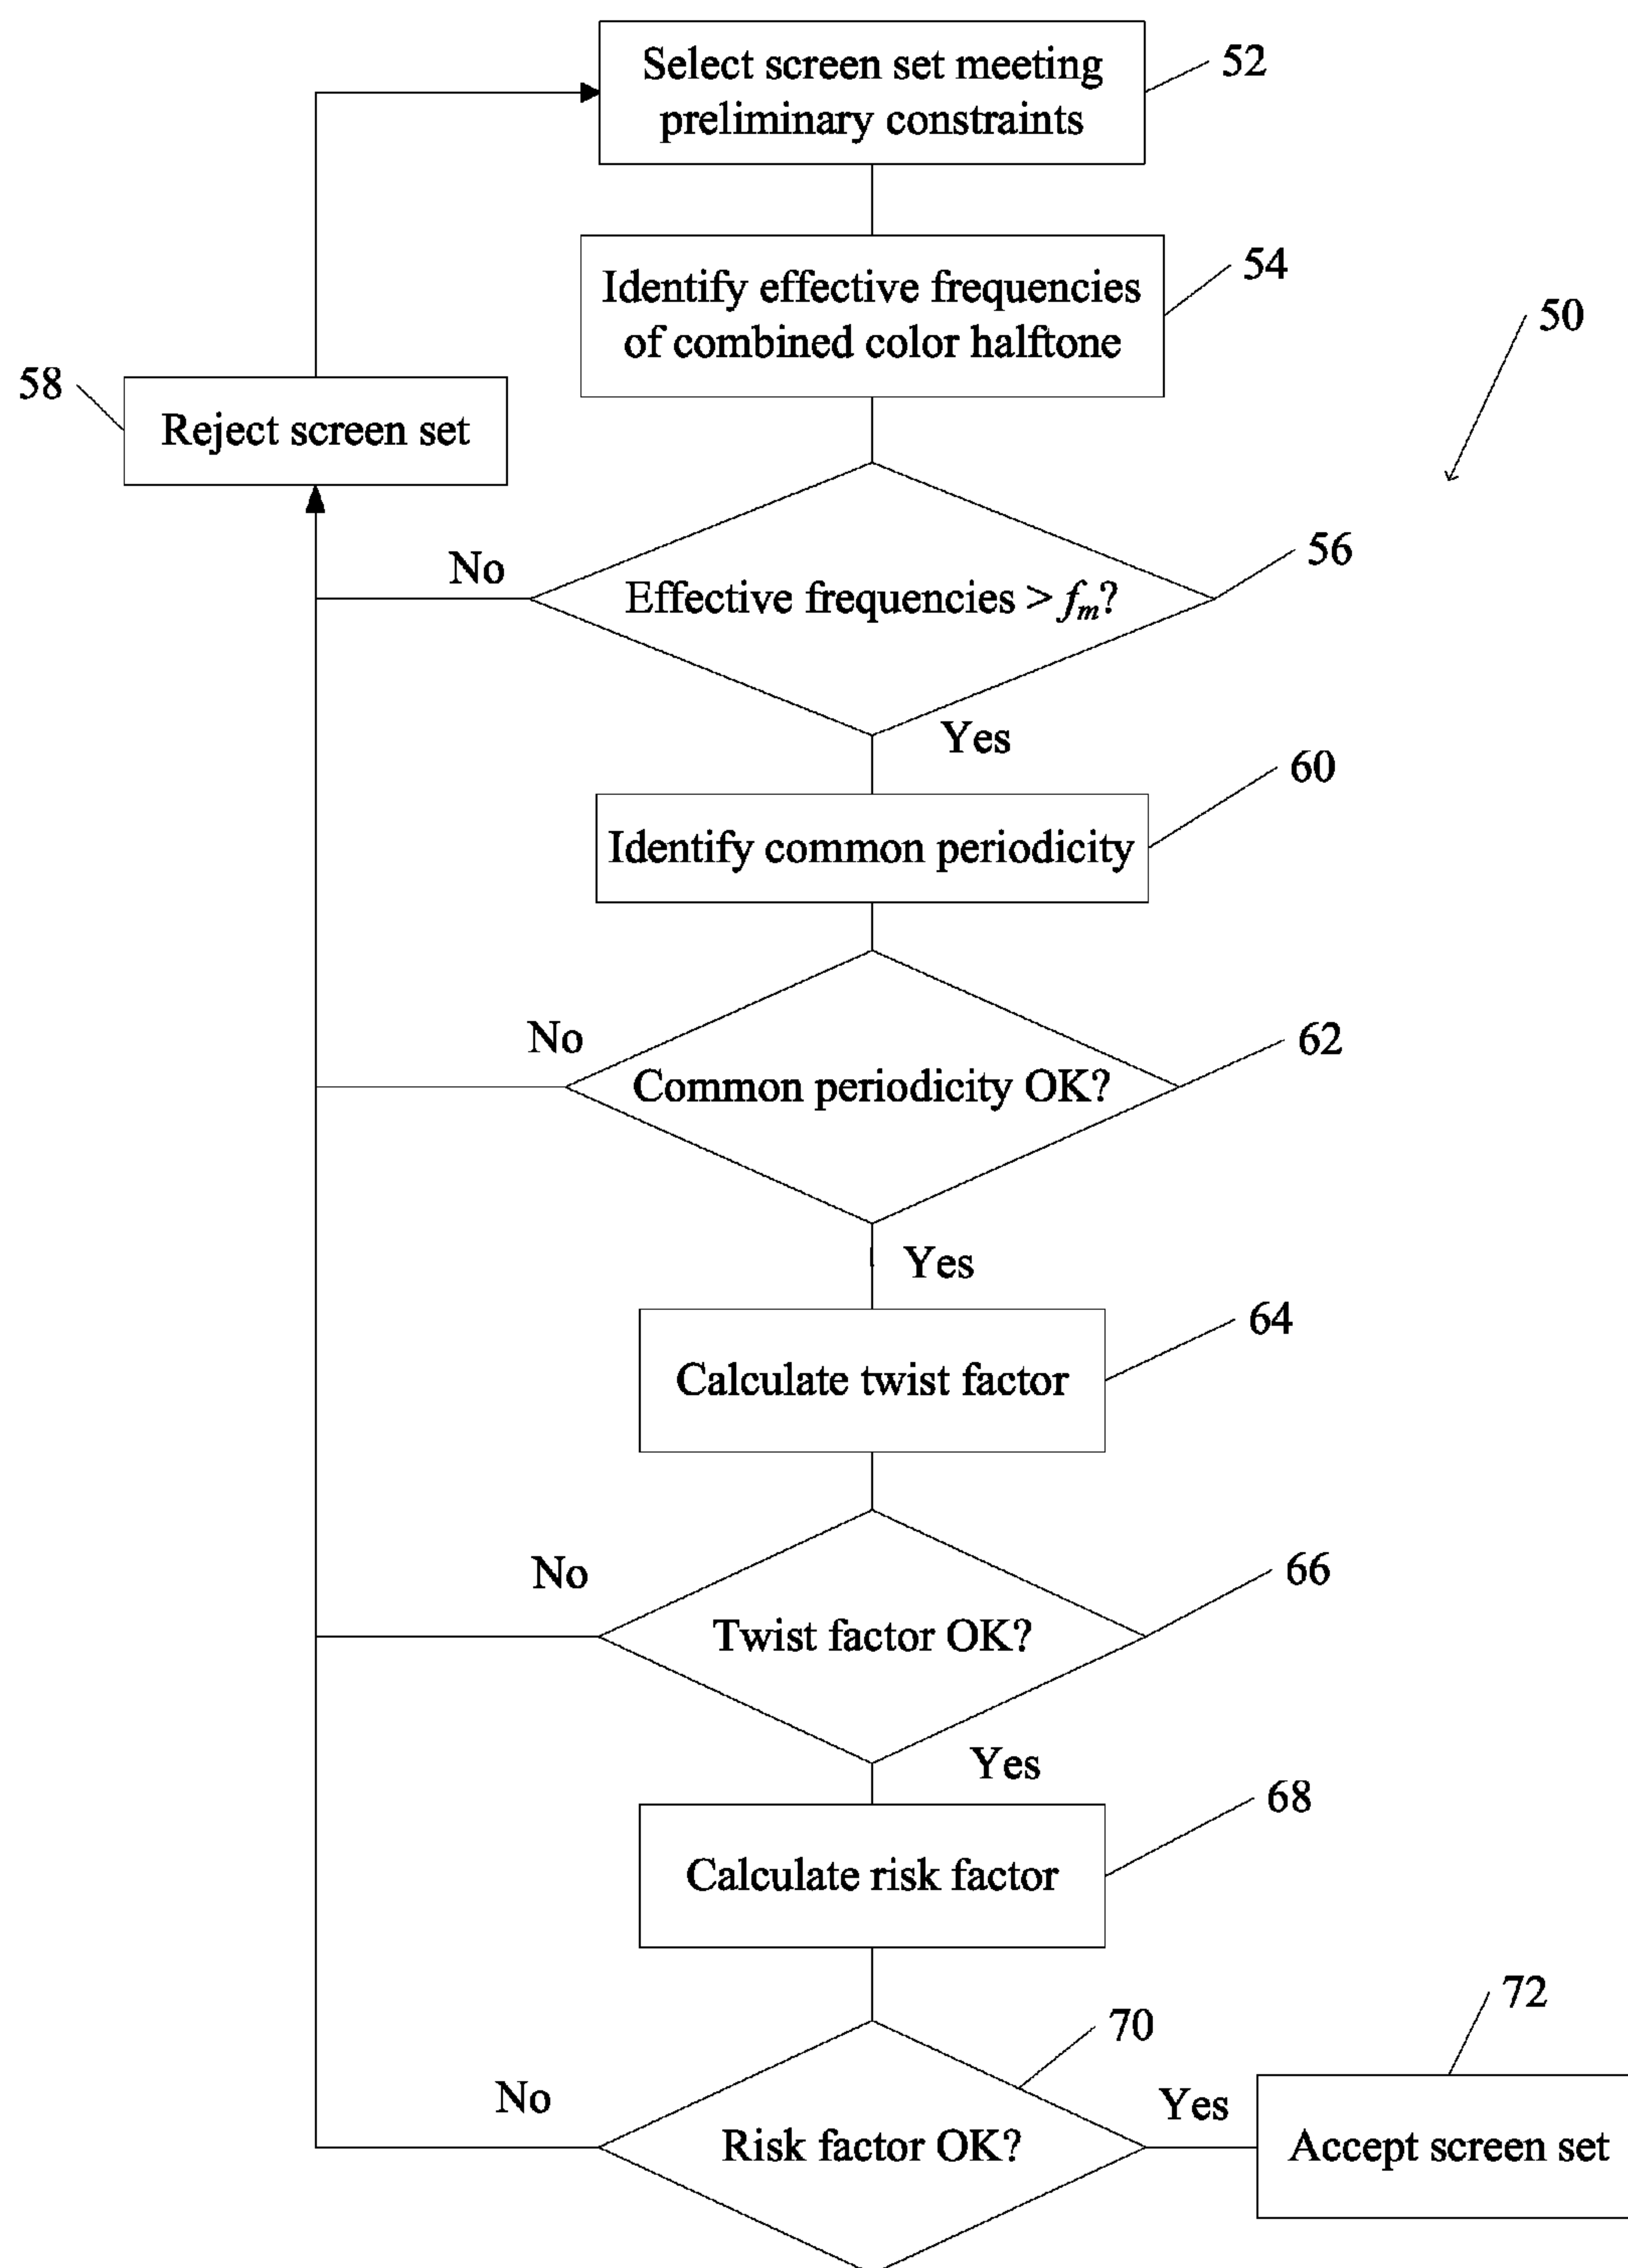 Select screen set meeting
preliminary constraints
52
Identify effective frequencies
of combined color halftone
54
50
58
Reject screen set
No
Effective frequencies > fm?
56
Yes
60
Identify common periodicity
No
Common periodicity OK?
62
Yes
64
Calculate twist factor
No
Twist factor OK?
66
Yes
68
Calculate risk factor
70
72
No
Risk factor OK?
Yes
Accept screen set